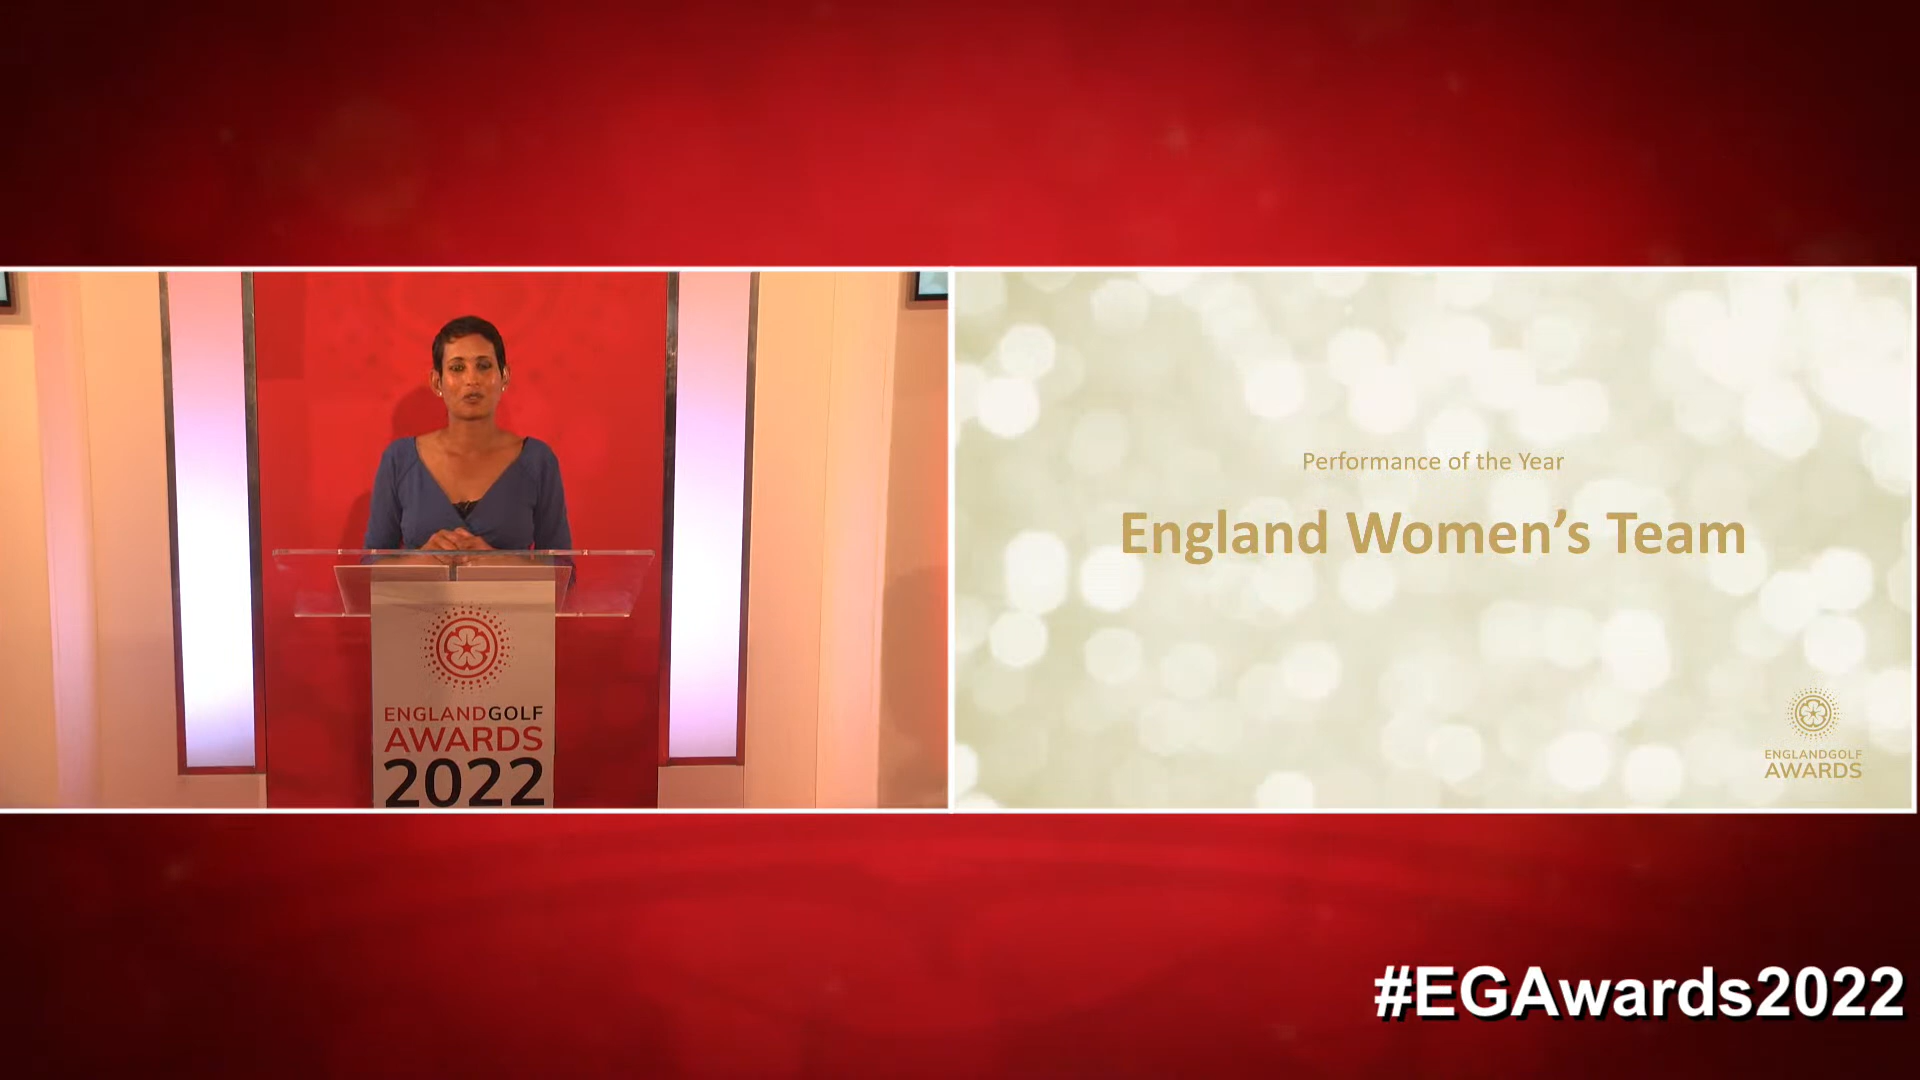 ENGLANDGOLF
AWARDS
2022
Performance of the Year
England Women's Team
ENGLANDGOLF
AWARDS
#EGAwards2022